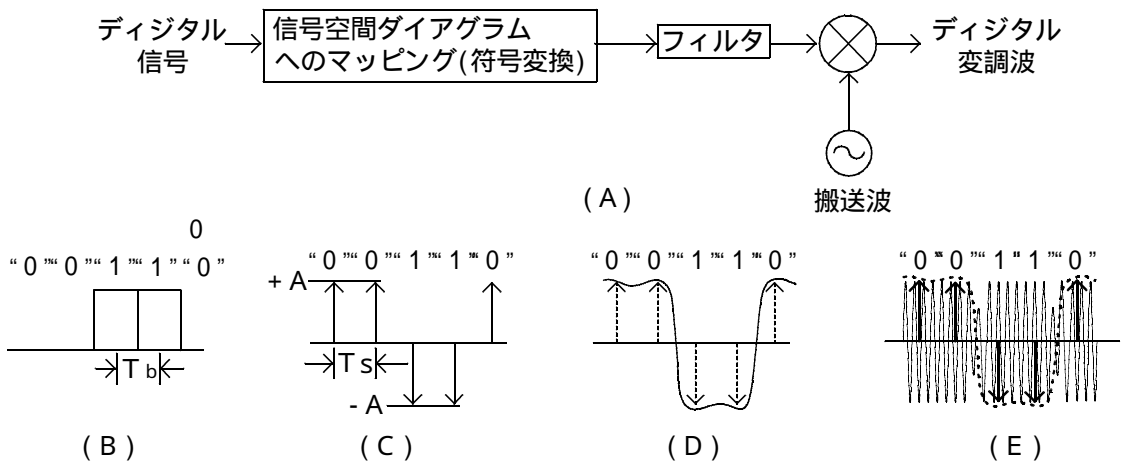 ディジタル
信号
信号空間ダイアグラム
へのマッピング(符号変換)
フィルタ
ディジタル
変調波
搬送波
(A)
0
“0”“0”“1”“1”“0”
Tb
(B)
“0”“0”“1”“1”“0”
+A
Ts
-A
(C)
“0”“0”“1”“1”“0”
(D)
“0”“0”“1”“1”“0”
(E)